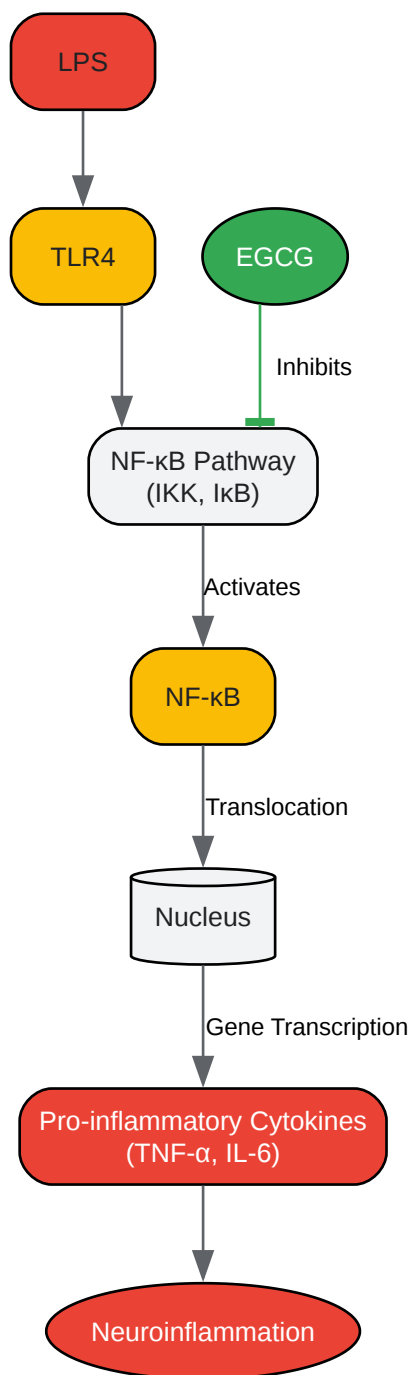 LPS
TLR4
EGCG
Inhibits
NF-κB Pathway
(IKK, IκB)
Activates
NF-κB
Translocation
Nucleus
Gene Transcription
Pro-inflammatory Cytokines
(TNF-α, IL-6)
Neuroinflammation